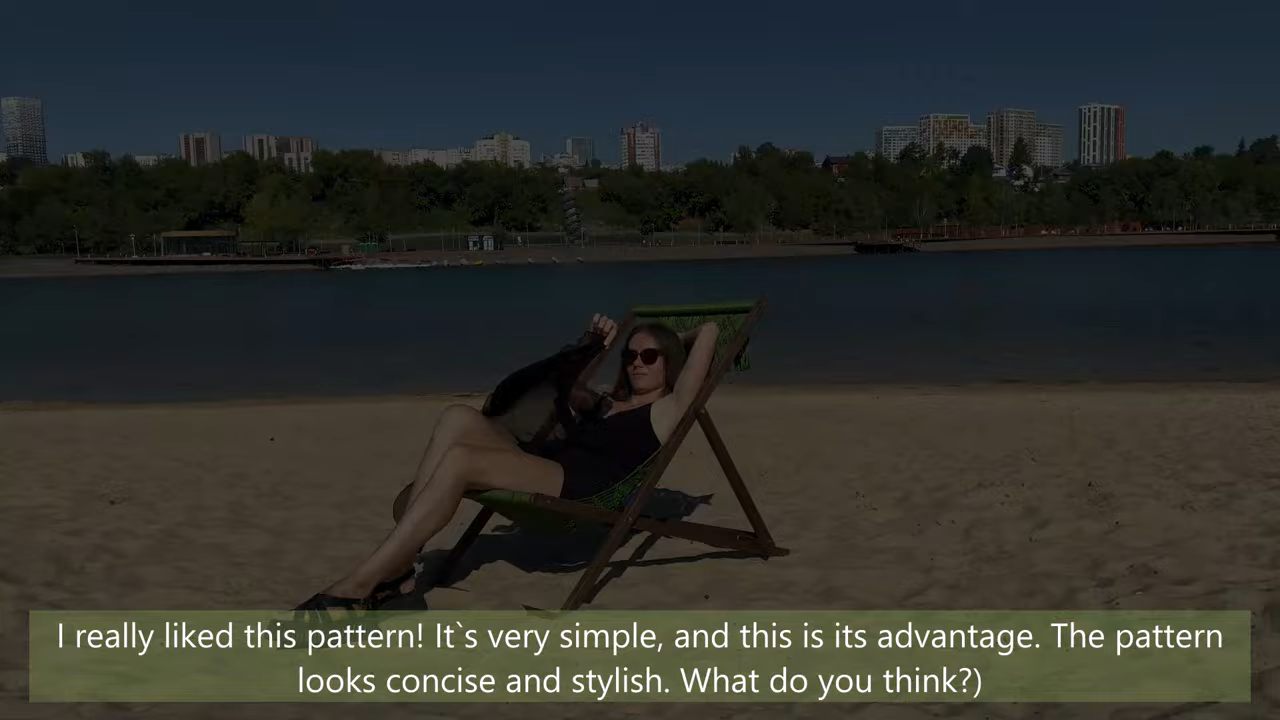 I really liked this pattern! It`s very simple, and this is its advantage. The pattern
looks concise and stylish. What do you think?)